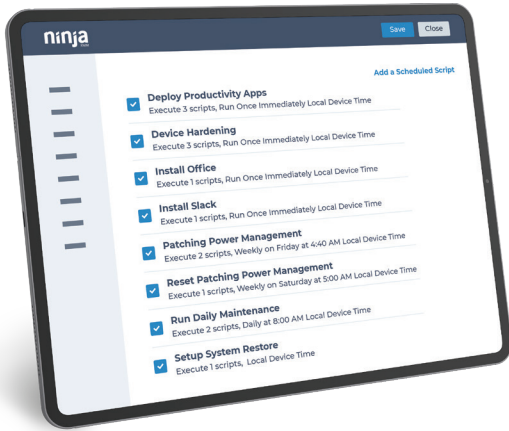 ninja
Save
Close
Add a Scheduled Script
Deploy Productivity Apps
Execute 3 scripts, Run Once Immediately Local Device Time
Device Hardening
Execute 3 scripts, Run Once Immediately Local Device Time
Install Office
Execute 1 scripts, Run Once Immediately Local Device Time
Install Slack
Execute 1 scripts, Run Once Immediately Local Device Time
Patching Power Management
Execute 2 scripts, Weekly on Friday at 4:40 AM Local Device Time
Reset Patching Power Management
Execute 1 scripts, Weekly on Saturday at 5:00 AM Local Device Time
Run Daily Maintenance
Execute 2 scripts, Daily at 8:00 AM Local Device Time
Setup System Restore
Execute 1 scripts, Local Device Time